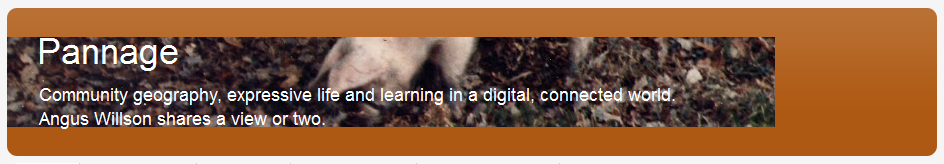 Pannage
Community geography, expressive life and learning in a digital, connected world.
Angus Willson shares a view or two.